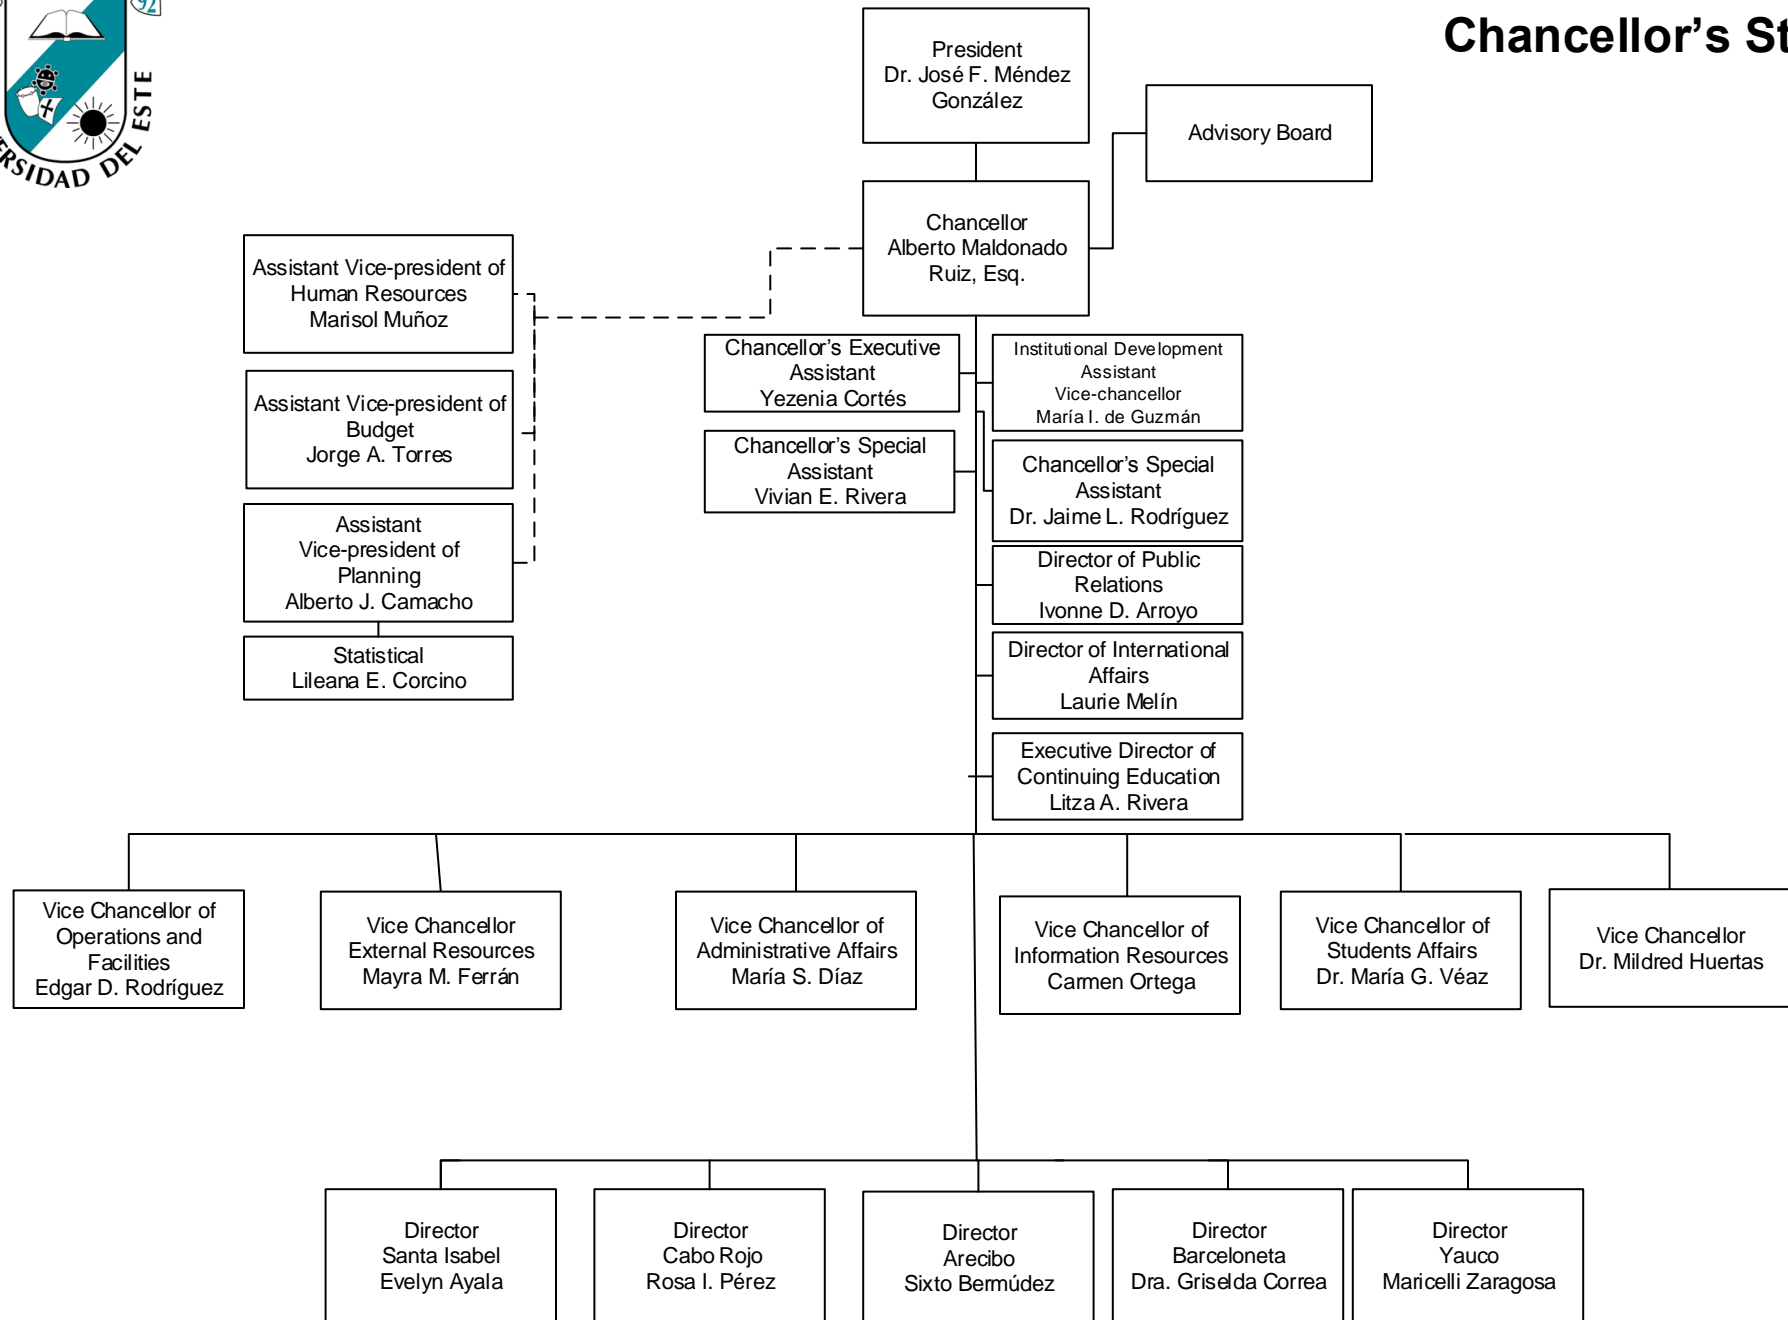 92
DEL ESTE
Chancellor's
President
Dr. José F. Méndez
González
Advisory Board
Chancellor
Alberto Maldonado
Ruiz, Esq.
Assistant Vice-president of
Human Resources
Marisol Muñoz
Assistant Vice-president of
Budget
Jorge A. Torres
Assistant
Vice-president of
Planning
Alberto J. Camacho
Statistical
Lileana E. Corcino
Chancellor's Executive
Assistant
Yezenia Cortés
Chancellor's Special
Assistant
Vivian E. Rivera
Institutional Development
Assistant
Vice-chancellor
María I. de Guzmán
Chancellor's Special
Assistant
Dr. Jaime L. Rodríguez
Director of Public
Relations
Ivonne D. Arroyo
Director of International
Affairs
Laurie Melín
Executive Director of
Continuing Education
Litza A. Rivera
Vice Chancellor of
Operations and
Facilities
Edgar D. Rodríguez
Vice Chancellor
External Resources
Mayra M. Ferrán
Vice Chancellor of
Administrative Affairs
María S. Díaz
Vice Chancellor of
Information Resources
Carmen Ortega
Vice Chancellor of
Students Affairs
Dr. María G. Véaz
Vice Chancellor
Dr. Mildred Huertas
Director
Santa Isabel
Evelyn Ayala
Director
Cabo Rojo
Rosa I. Pérez
Director
Arecibo
Sixto Bermúdez
Director
Barceloneta
Dra. Griselda Correa
Director
Yauco
Maricelli Zaragosa